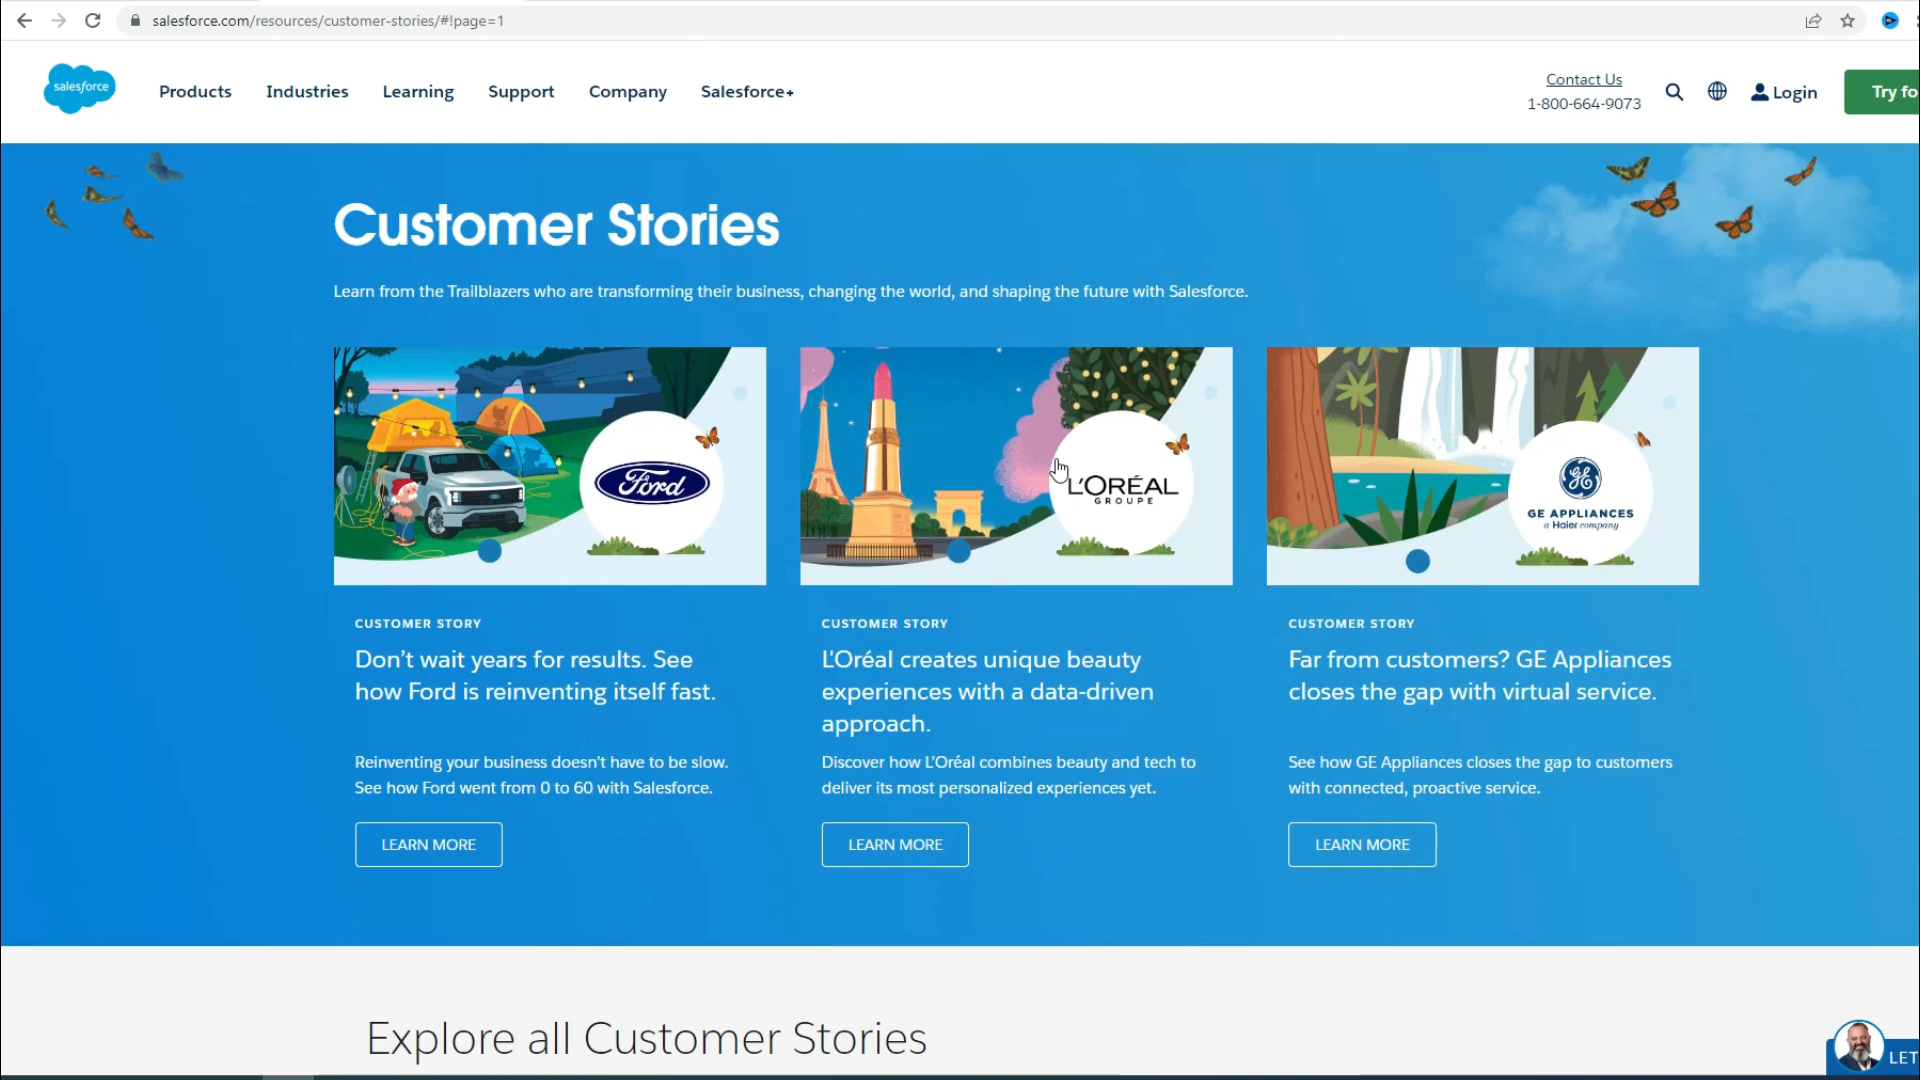 salesforce.com/resources/customer-stories/#!page=1
salesforce
Products
Industries
Learning
Support
Company
Salesforce+
Contact Us
1-800-664-9073
Login
Try fo
Customer Stories
Learn from the Trailblazers who are transforming their business, changing the world, and shaping the future with Salesforce.
Ford
L'ORÉAL
GROUPE
GE
GE APPLIANCES
a Haier company
CUSTOMER STORY
Don’t wait years for results. See
how Ford is reinventing itself fast.
Reinventing your business doesn’t have to be slow.
See how Ford went from 0 to 60 with Salesforce.
LEARN MORE
CUSTOMER STORY
L'Oréal creates unique beauty
experiences with a data-driven
approach.
Discover how L’Oréal combines beauty and tech to
deliver its most personalized experiences yet.
LEARN MORE
CUSTOMER STORY
Far from customers? GE Appliances
closes the gap with virtual service.
See how GE Appliances closes the gap to customers
with connected, proactive service.
LEARN MORE
Explore all Customer Stories
LET